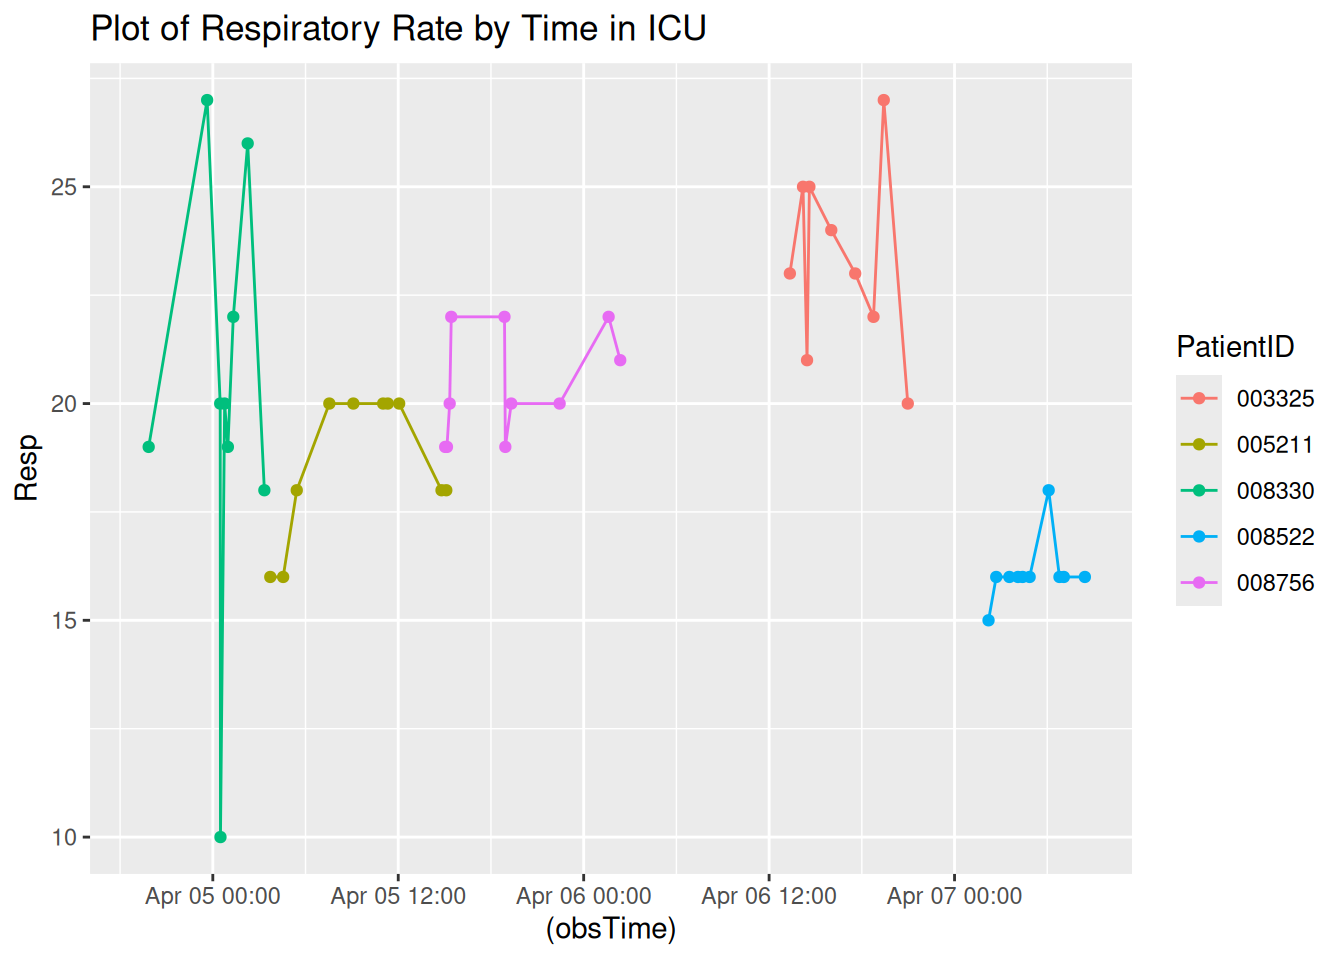 Plot of Respiratory Rate by Time in ICU
Resp
25
20
15
10
Apr 05 00:00
Apr 05 12:00
Apr 06 00:00
Apr 06 12:00
Apr 07 00:00
(obsTime)
PatientID
003325
005211
008330
008522
008756